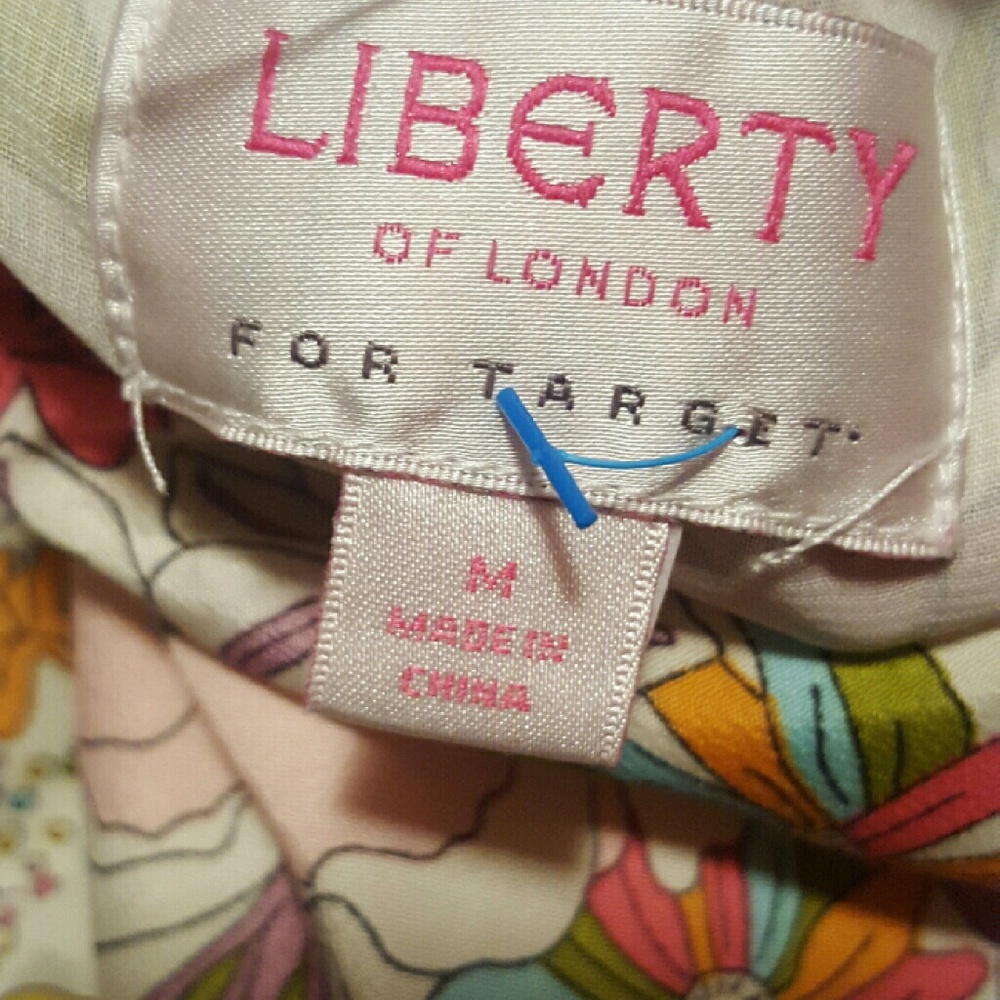 LIBERTY
OF LONDON
FOR TARGET
M
MADE IN
CHINA